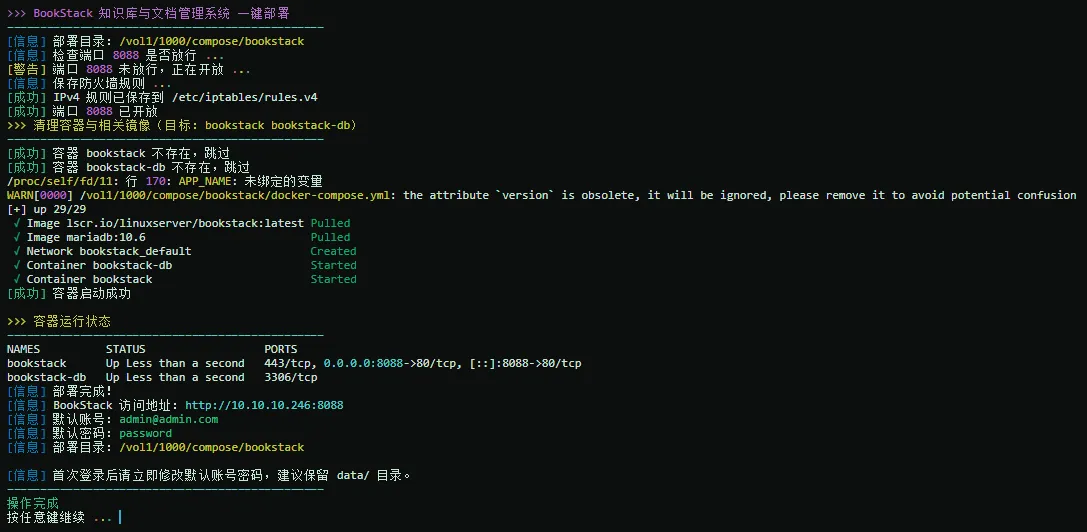 >>> BookStack 知识库与文档管理系统 一键部署
------------------------------------------------
[信息] 部署目录: /vol1/1000/compose/bookstack
[信息] 检查端口 8088 是否放行 ...
[警告] 端口 8088 未放行，正在开放 ...
[信息] 保存防火墙规则 ...
[成功] IPv4 规则已保存到 /etc/iptables/rules.v4
[成功] 端口 8088 已开放
>>> 清理容器与相关镜像（目标: bookstack bookstack-db）
------------------------------------------------
[成功] 容器 bookstack 不存在，跳过
[成功] 容器 bookstack-db 不存在，跳过
/proc/self/fd/11: 行 170: APP_NAME: 未绑定的变量
WARN[0000] /vol1/1000/compose/bookstack/docker-compose.yml: the attribute `version` is obsolete, it will be ignored, please remove it to avoid potential confusion
[+] up 29/29
✓ Image lscr.io/linuxserver/bookstack:latest Pulled
✓ Image mariadb:10.6 Pulled
✓ Network bookstack_default Created
✓ Container bookstack-db Started
✓ Container bookstack Started
[成功] 容器启动成功
>>> 容器运行状态
------------------------------------------------
NAMES STATUS PORTS
bookstack Up Less than a second 443/tcp, 0.0.0.0:8088->80/tcp, [::]:8088->80/tcp
bookstack-db Up Less than a second 3306/tcp
[信息] 部署完成!
[信息] BookStack 访问地址: http://10.10.10.246:8088
[信息] 默认账号: admin@admin.com
[信息] 默认密码: password
[信息] 部署目录: /vol1/1000/compose/bookstack
[信息] 首次登录后请立即修改默认账号密码，建议保留 data/ 目录。
------------------------------------------------
操作完成
按任意键继续 ...